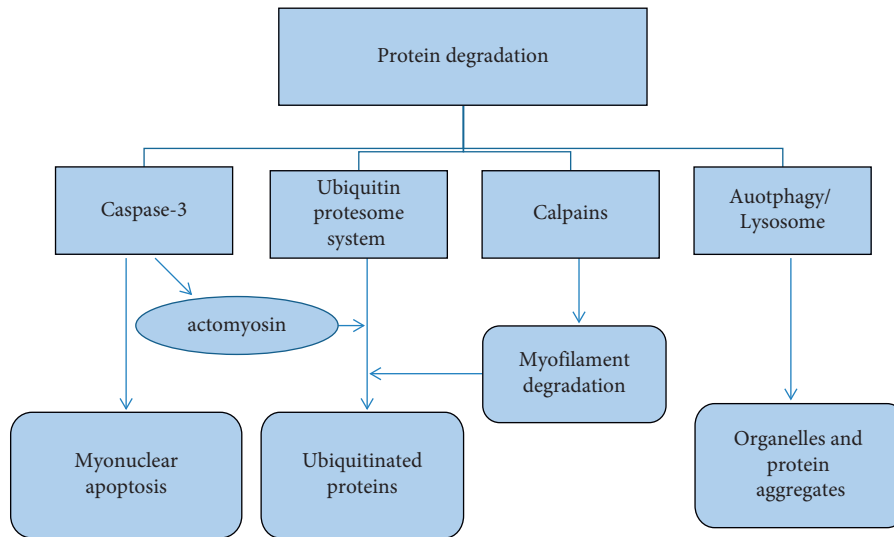 Protein degradation
Caspase-3
Ubiquitin
protesome
system
Calpains
Auotphagy/
Lysosome
actomyosin
Myofilament
degradation
Myonuclear
apoptosis
Ubiquitinated
proteins
Organelles and
protein
aggregates